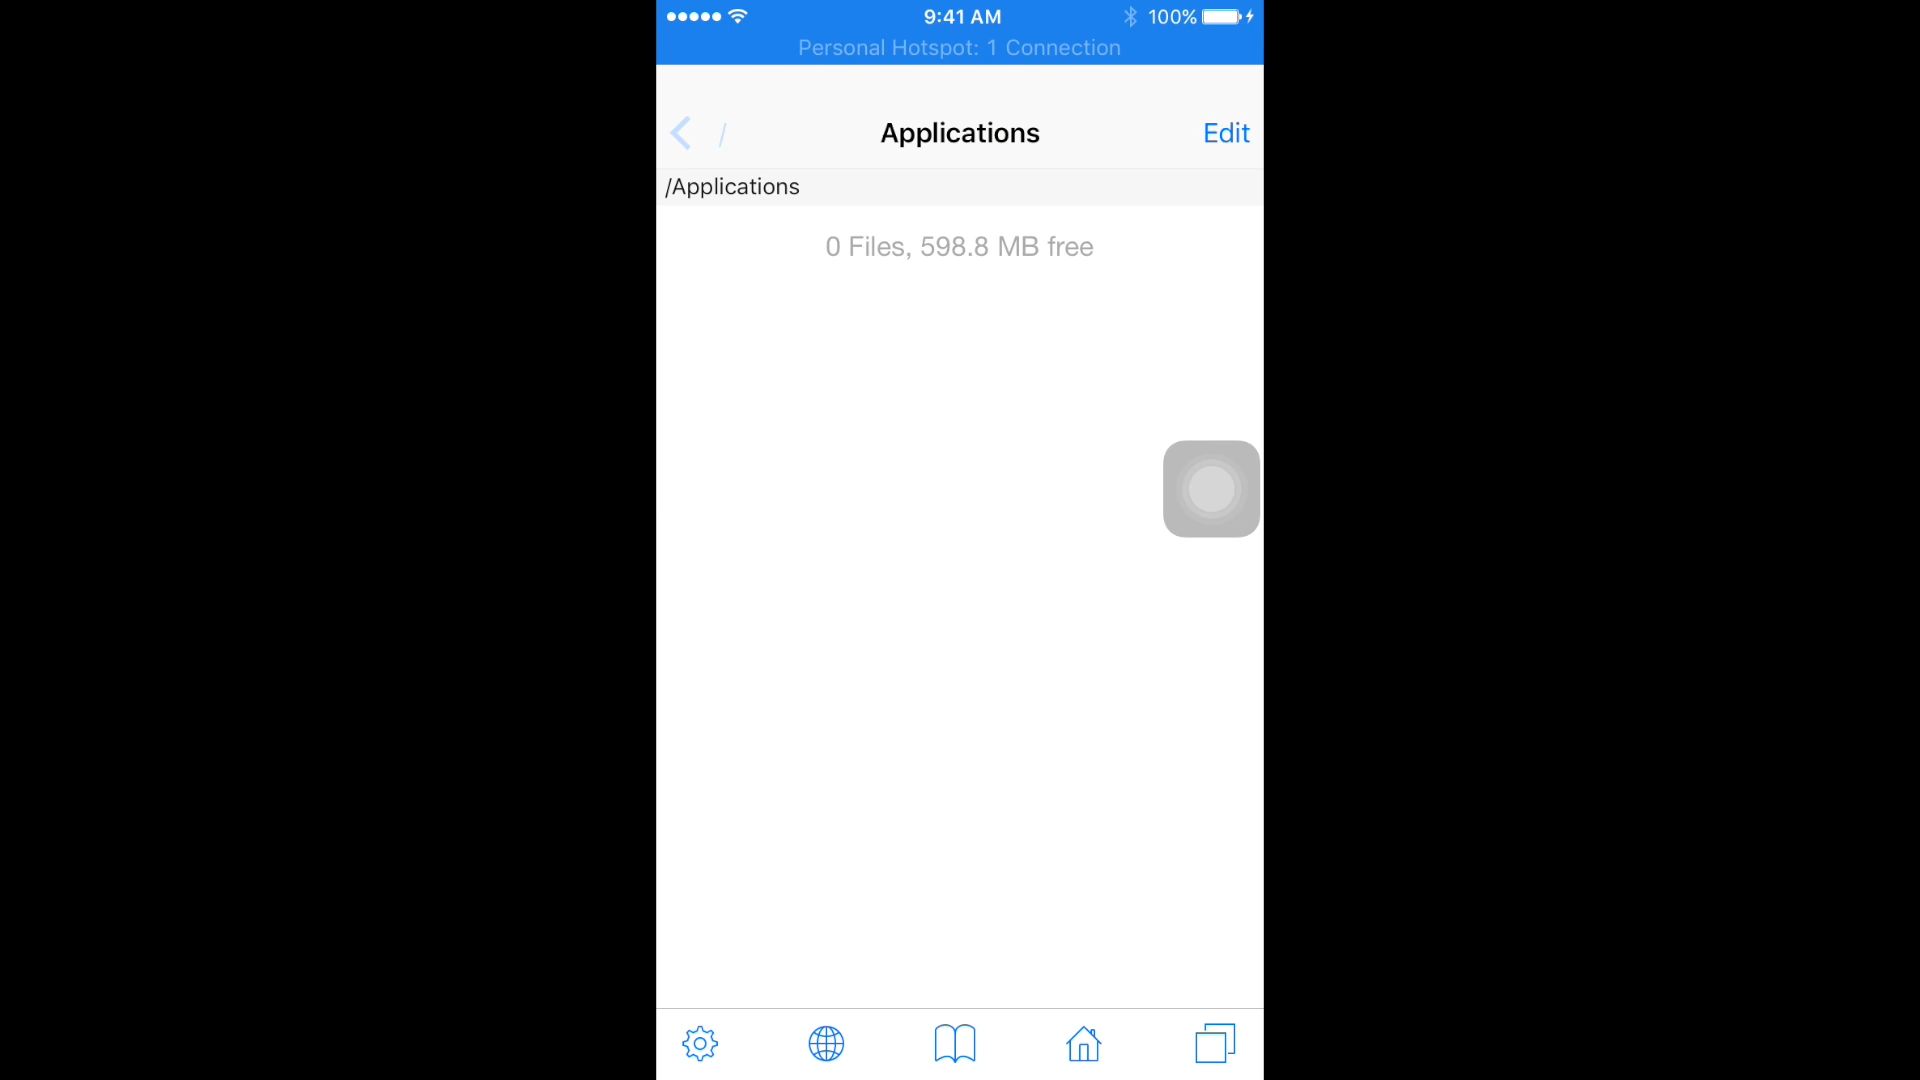 9:41 AM
100%
Personal Hotspot: 1 Connection
/
Applications
Edit
/Applications
0 Files, 598.8 MB free